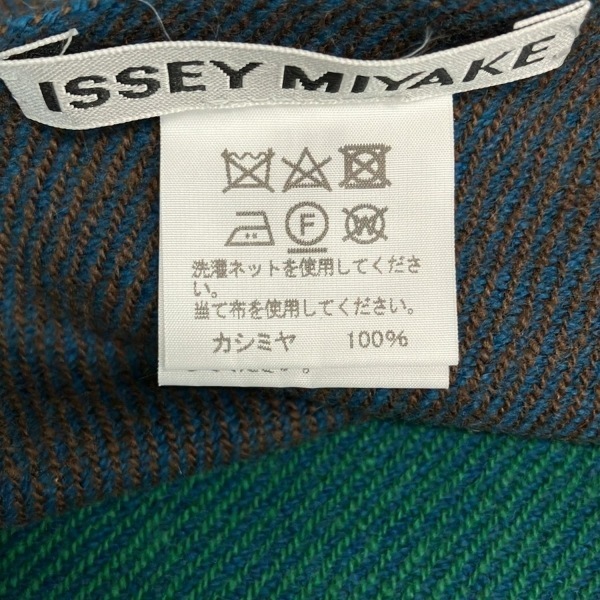 ISSEY MIYAKE
F
W
洗濯ネットを使用してくださ
い。
当て布を使用してください。
カシミヤ 100%